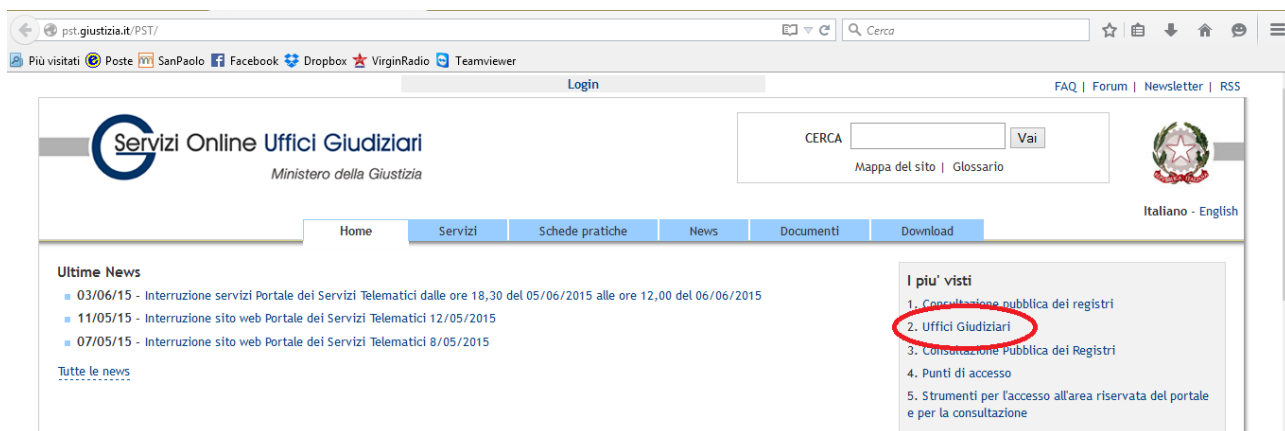 pst.giustizia.it/PST/
Cerca
Più visitati Poste SanPaolo Facebook Dropbox VirginRadio Teamviewer
Login
FAQ | Forum | Newsletter | RSS
Servizi Online Uffici Giudiziari
Ministero della Giustizia
CERCA Vai
Mappa del sito | Glossario
Italiano - English
Home Servizi Schede pratiche News Documenti Download
Ultime News
03/06/15 - Interruzione servizi Portale dei Servizi Telematici dalle ore 18,30 del 05/06/2015 alle ore 12,00 del 06/06/2015
11/05/15 - Interruzione sito web Portale dei Servizi Telematici 12/05/2015
07/05/15 - Interruzione sito web Portale dei Servizi Telematici 8/05/2015
Tutte le news
I piu' visti
1. Consultazione pubblica dei registri
2. Uffici Giudiziari
3. Consultazione Pubblica dei Registri
4. Punti di accesso
5. Strumenti per l'accesso all'area riservata del portale
e per la consultazione